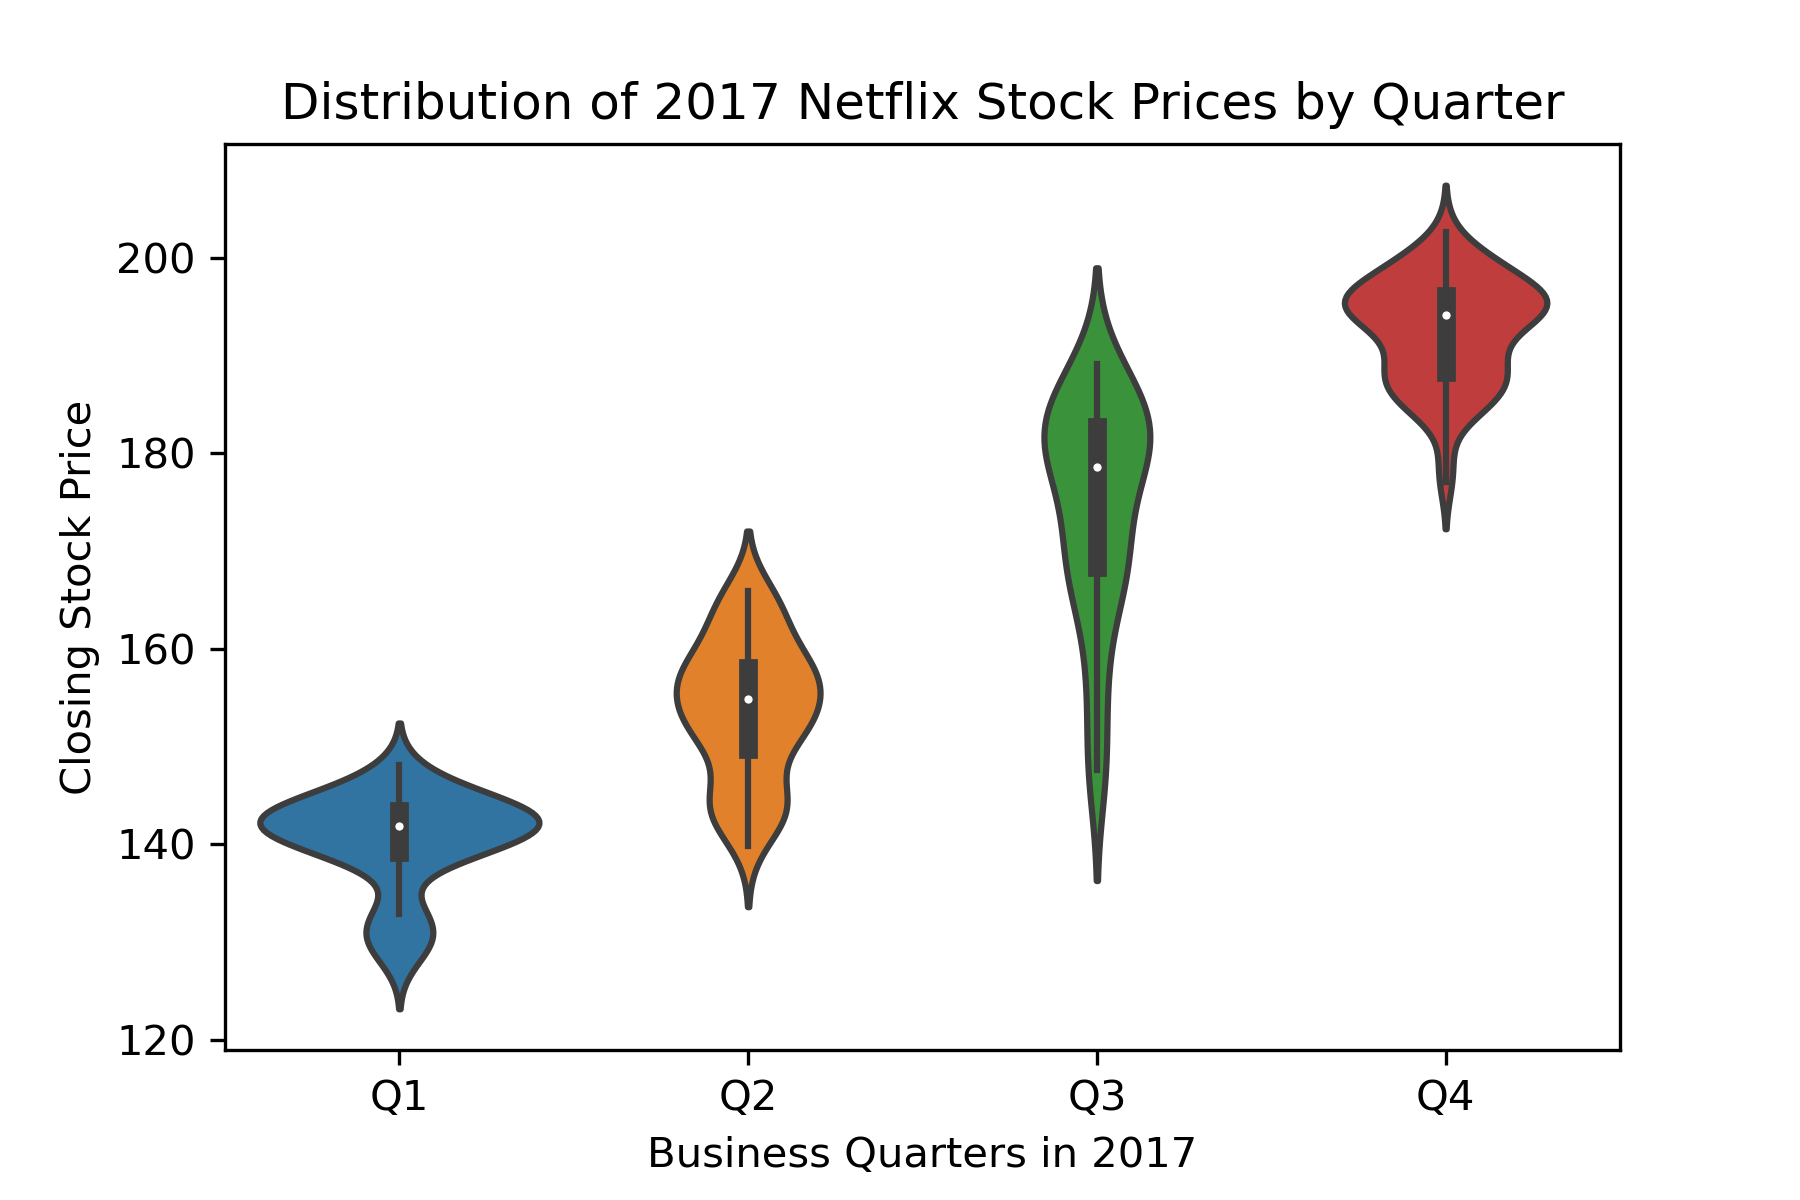 Distribution of 2017 Netflix Stock Prices by Quarter
Closing Stock Price
200
180
160
140
120
Q1 Q2 Q3 Q4
Business Quarters in 2017